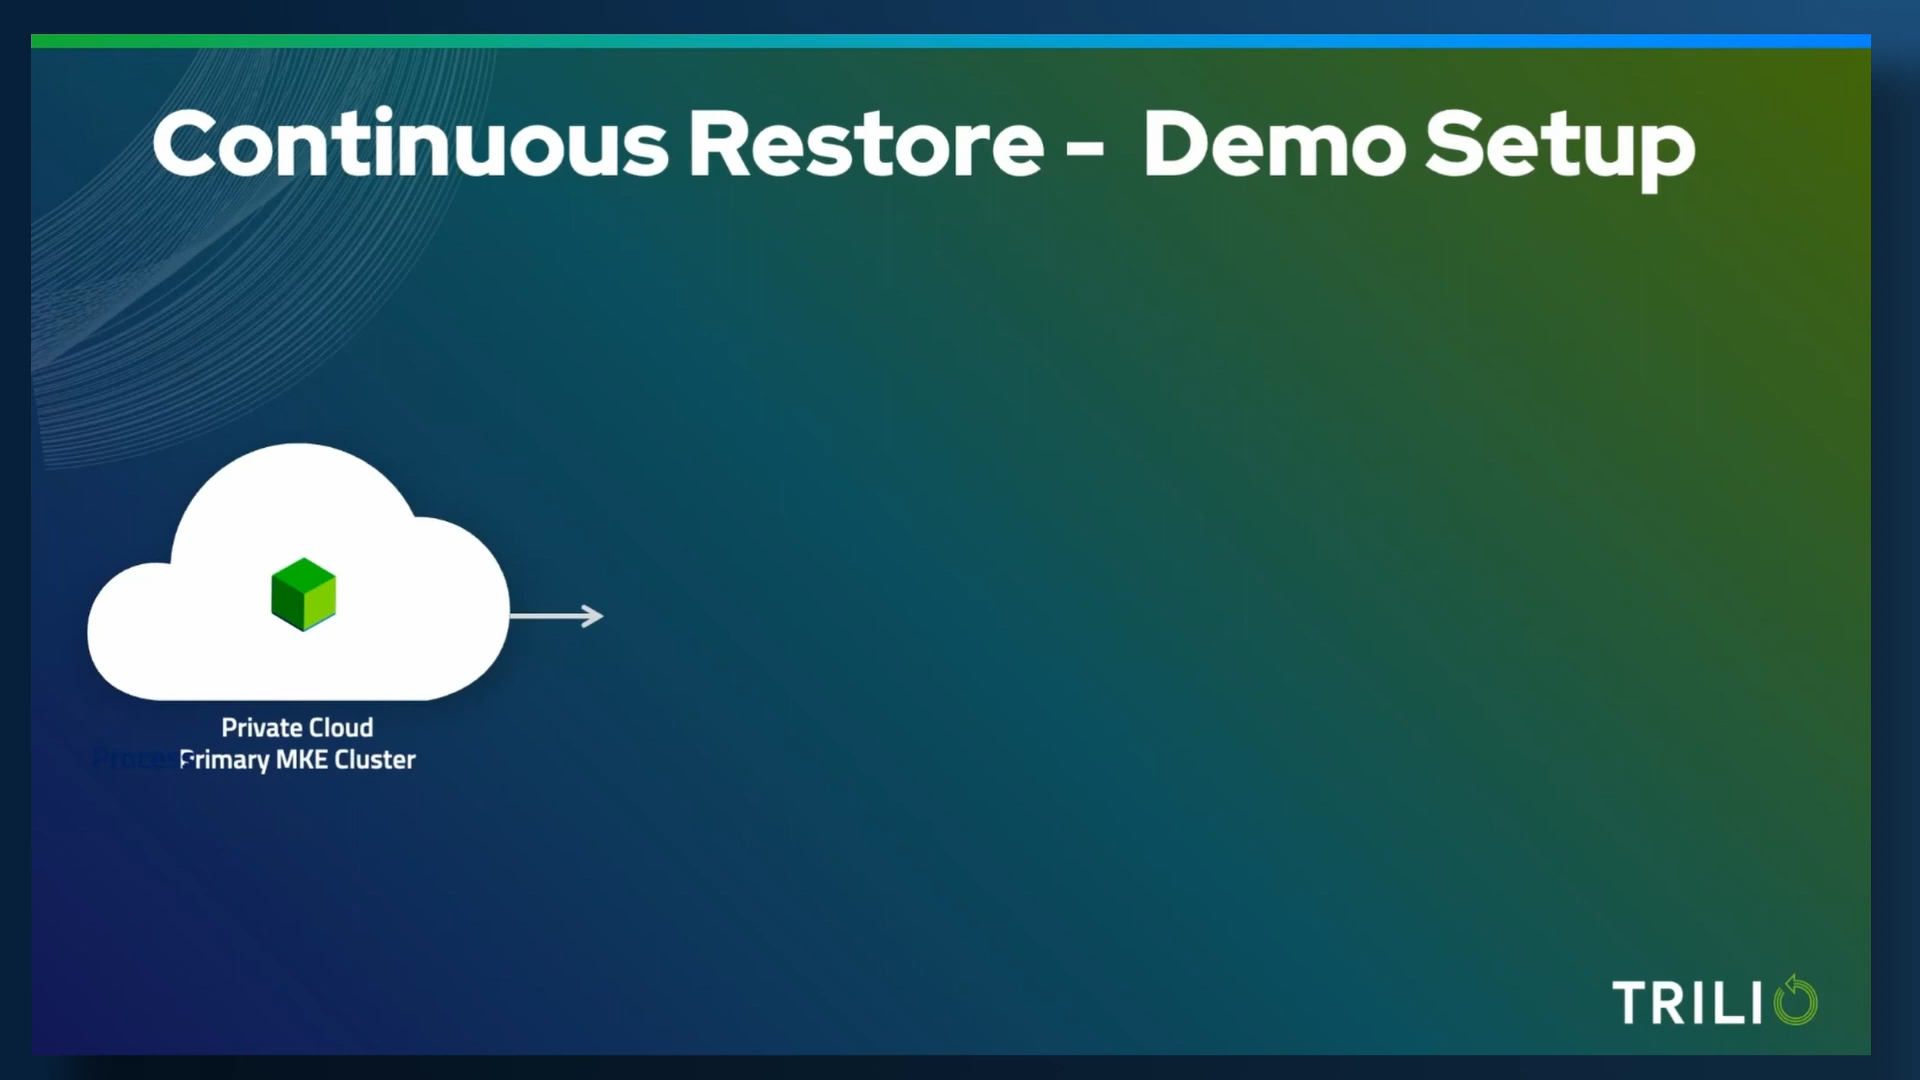 Continuous Restore - Demo Setup
Private Cloud
Primary MKE Cluster
TRILIO